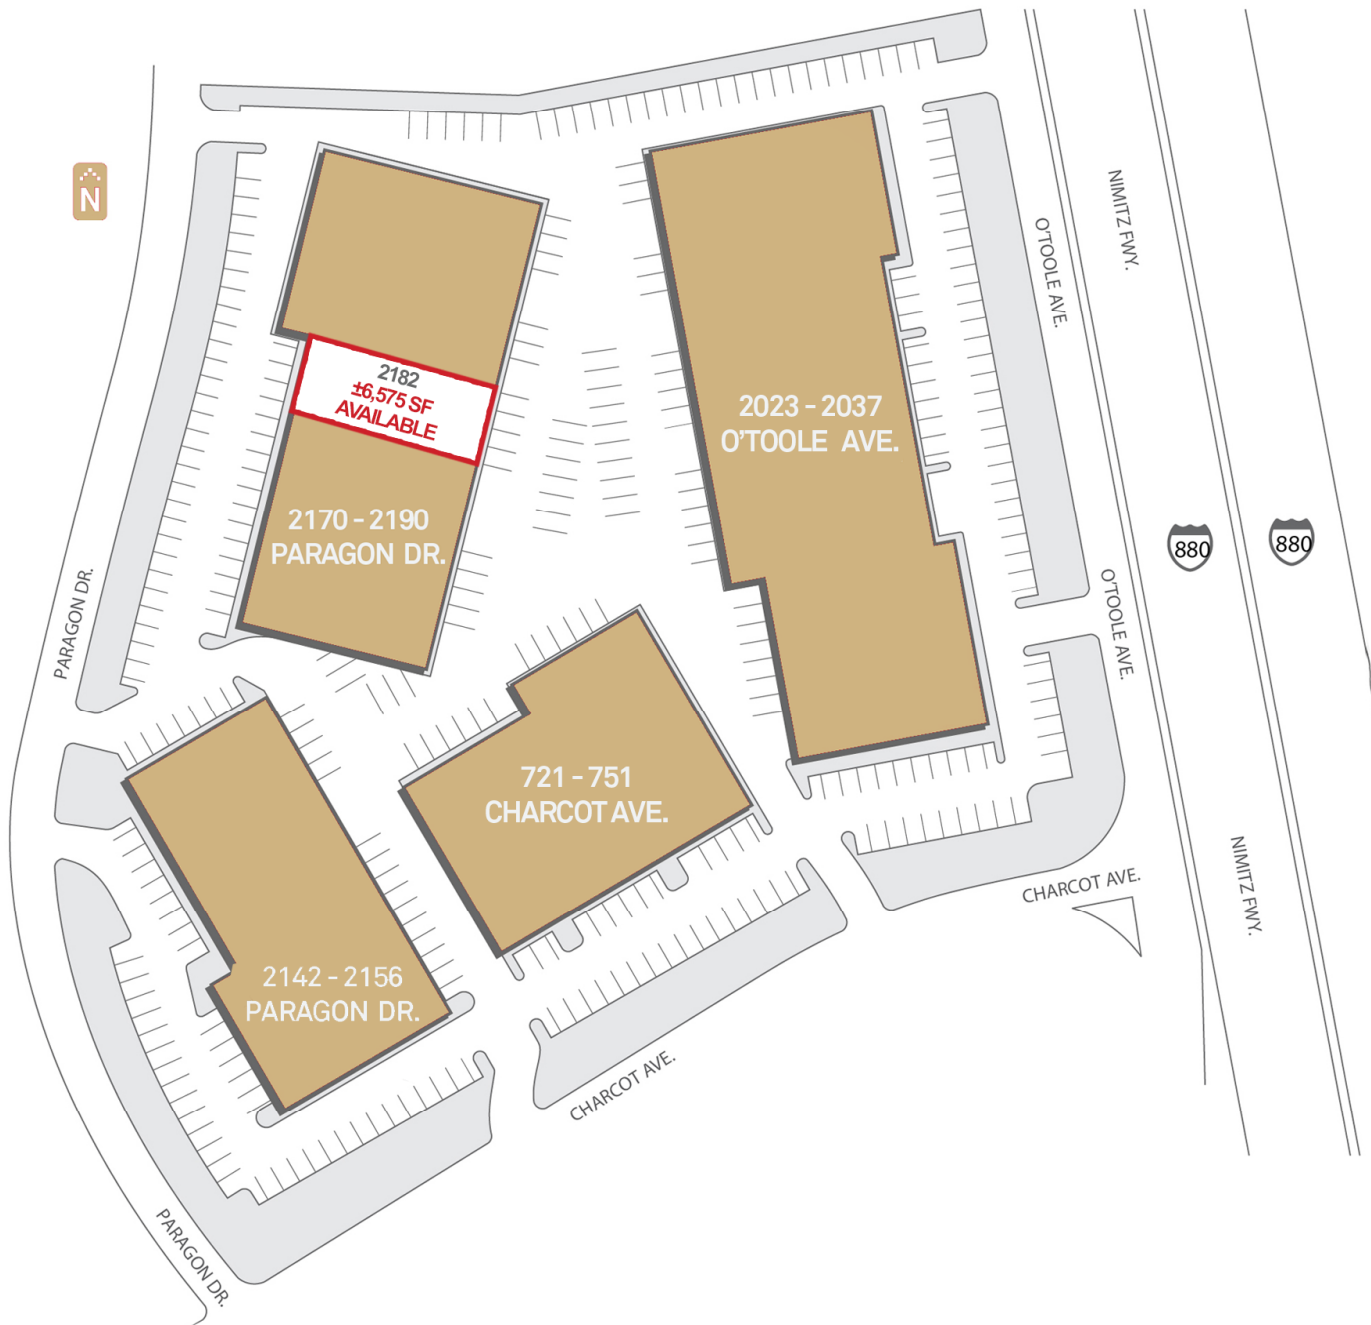 N
NIMITZ FWY.
O'TOOLE AVE.
2182
±6,575 SF
AVAILABLE
2023 - 2037
O'TOOLE AVE.
2170 - 2190
PARAGON DR.
880
880
PARAGON DR.
O'TOOLE AVE.
721 - 751
CHARCOT AVE.
CHARCOT AVE.
NIMITZ FWY.
2142 - 2156
PARAGON DR.
CHARCOT AVE.
PARAGON DR.